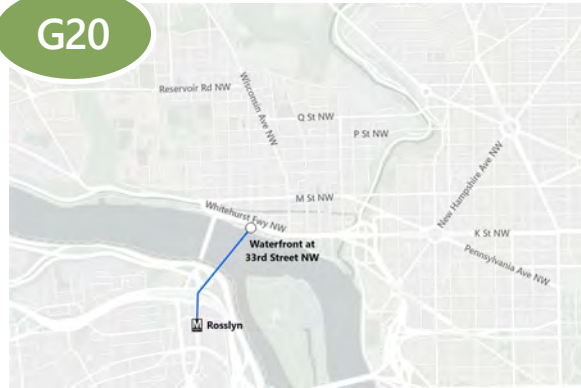 G20
Reservoir Rd NW
Wisconsin Ave NW
Q St NW
P St NW
New Hampshire Ave NW
M St NW
Whitehurst Fwy NW
K St NW
Waterfront at
33rd Street NW
Pennsylvania Ave NW
M Rosslyn